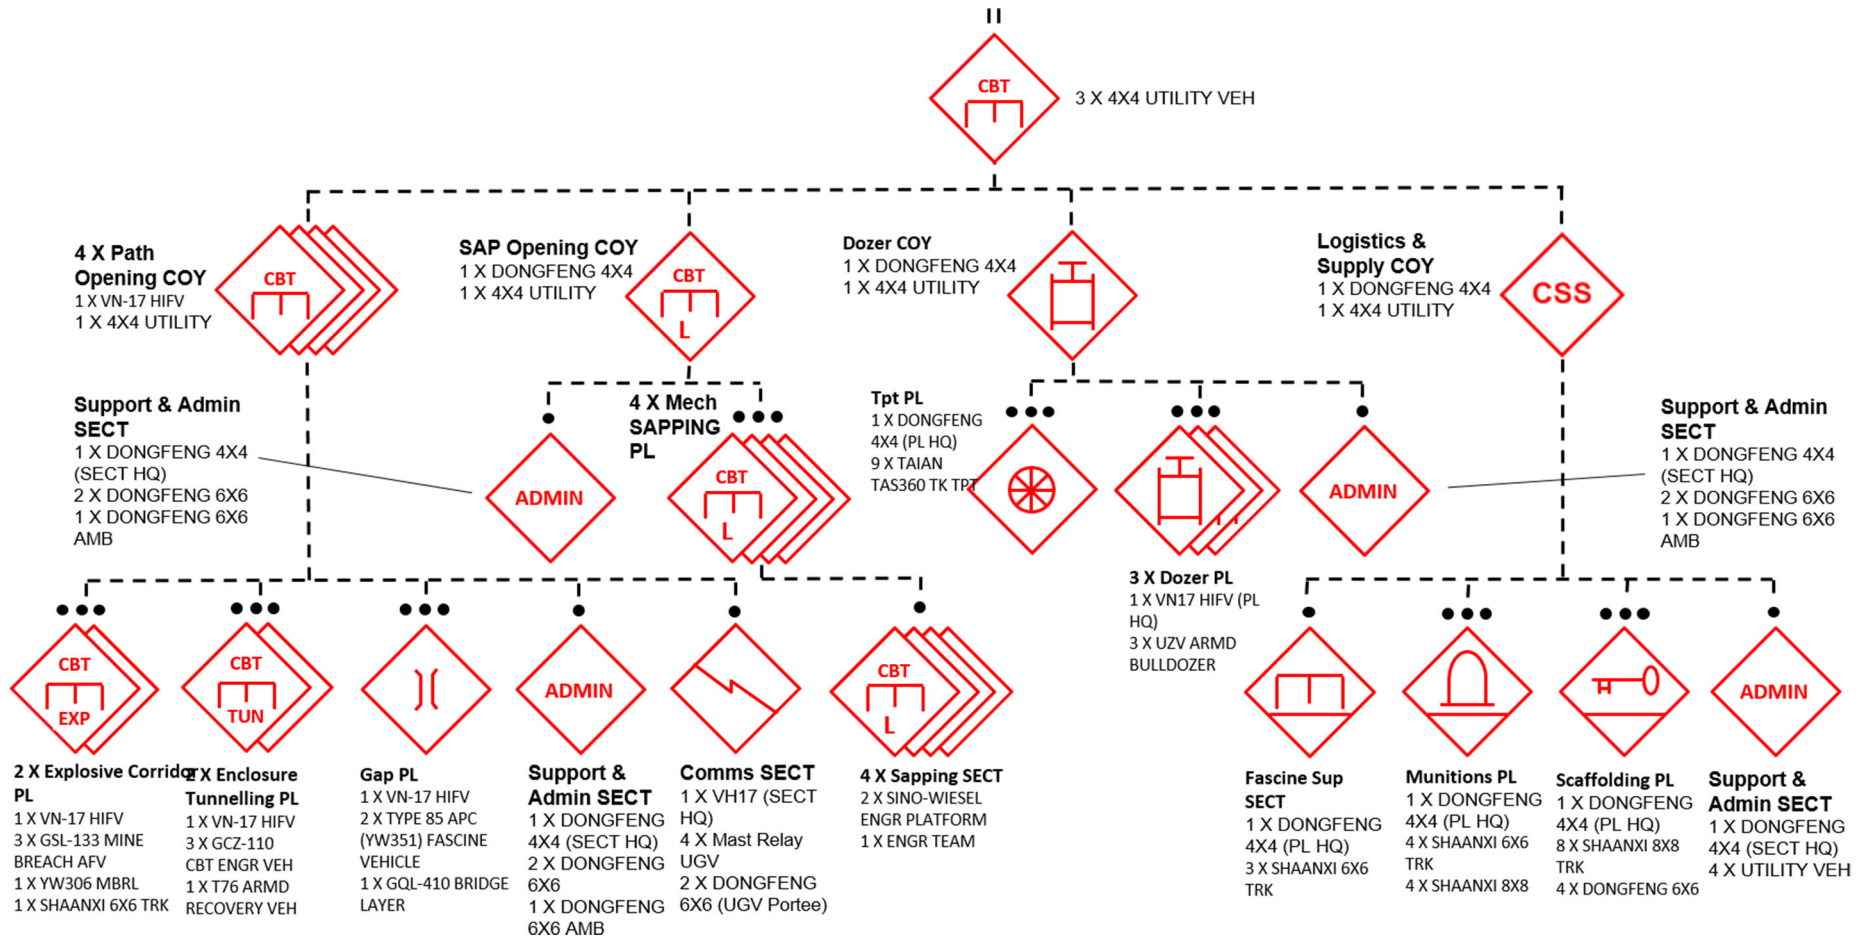 CBT
3 X 4X4 UTILITY VEH
4 X Path
Opening COY
1 X VN-17 HIFV
1 X 4X4 UTILITY
CBT
SAP Opening COY
1 X DONGFENG 4X4
1 X 4X4 UTILITY
CBT
L
Dozer COY
1 X DONGFENG 4X4
1 X 4X4 UTILITY
Logistics &
Supply COY
1 X DONGFENG 4X4
1 X 4X4 UTILITY
CSS
Support & Admin
SECT
1 X DONGFENG 4X4
(SECT HQ)
2 X DONGFENG 6X6
1 X DONGFENG 6X6
AMB
ADMIN
4 X Mech
SAPPING
PL
CBT
L
Tpt PL
1 X DONGFENG
4X4 (PL HQ)
9 X TAIAN
TAS360 TK TPT
3 X Dozer PL
1 X VN17 HIFV (PL
HQ)
3 X UZV ARMD
BULLDOZER
ADMIN
Support & Admin
SECT
1 X DONGFENG 4X4
(SECT HQ)
2 X DONGFENG 6X6
1 X DONGFENG 6X6
AMB
CBT
EXP
2 X Explosive Corridor
PL
1 X VN-17 HIFV
3 X GSL-133 MINE
BREACH AFV
1 X YW306 MBRL
1 X SHAANXI 6X6 TRK
CBT
TUN
2 X Enclosure
Tunnelling PL
1 X VN-17 HIFV
3 X GCZ-110
CBT ENGR VEH
1 X T76 ARMD
RECOVERY VEH
Gap PL
1 X VN-17 HIFV
2 X TYPE 85 APC
(YW351) FASCINE
VEHICLE
1 X GQL-410 BRIDGE
LAYER
ADMIN
Support &
Admin SECT
1 X DONGFENG
4X4 (SECT HQ)
2 X DONGFENG
6X6
1 X DONGFENG
6X6 AMB
Comms SECT
1 X VH17 (SECT
HQ)
4 X Mast Relay
UGV
2 X DONGFENG
6X6 (UGV Portee)
CBT
L
4 X Sapping SECT
2 X SINO-WIESEL
ENGR PLATFORM
1 X ENGR TEAM
Fascine Sup
SECT
1 X DONGFENG
4X4 (PL HQ)
3 X SHAANXI 6X6
TRK
Munitions PL
1 X DONGFENG
4X4 (PL HQ)
4 X SHAANXI 6X6
TRK
4 X SHAANXI 8X8
Scaffolding PL
1 X DONGFENG
4X4 (PL HQ)
8 X SHAANXI 8X8
TRK
4 X DONGFENG 6X6
ADMIN
Support &
Admin SECT
1 X DONGFENG
4X4 (SECT HQ)
4 X UTILITY VEH